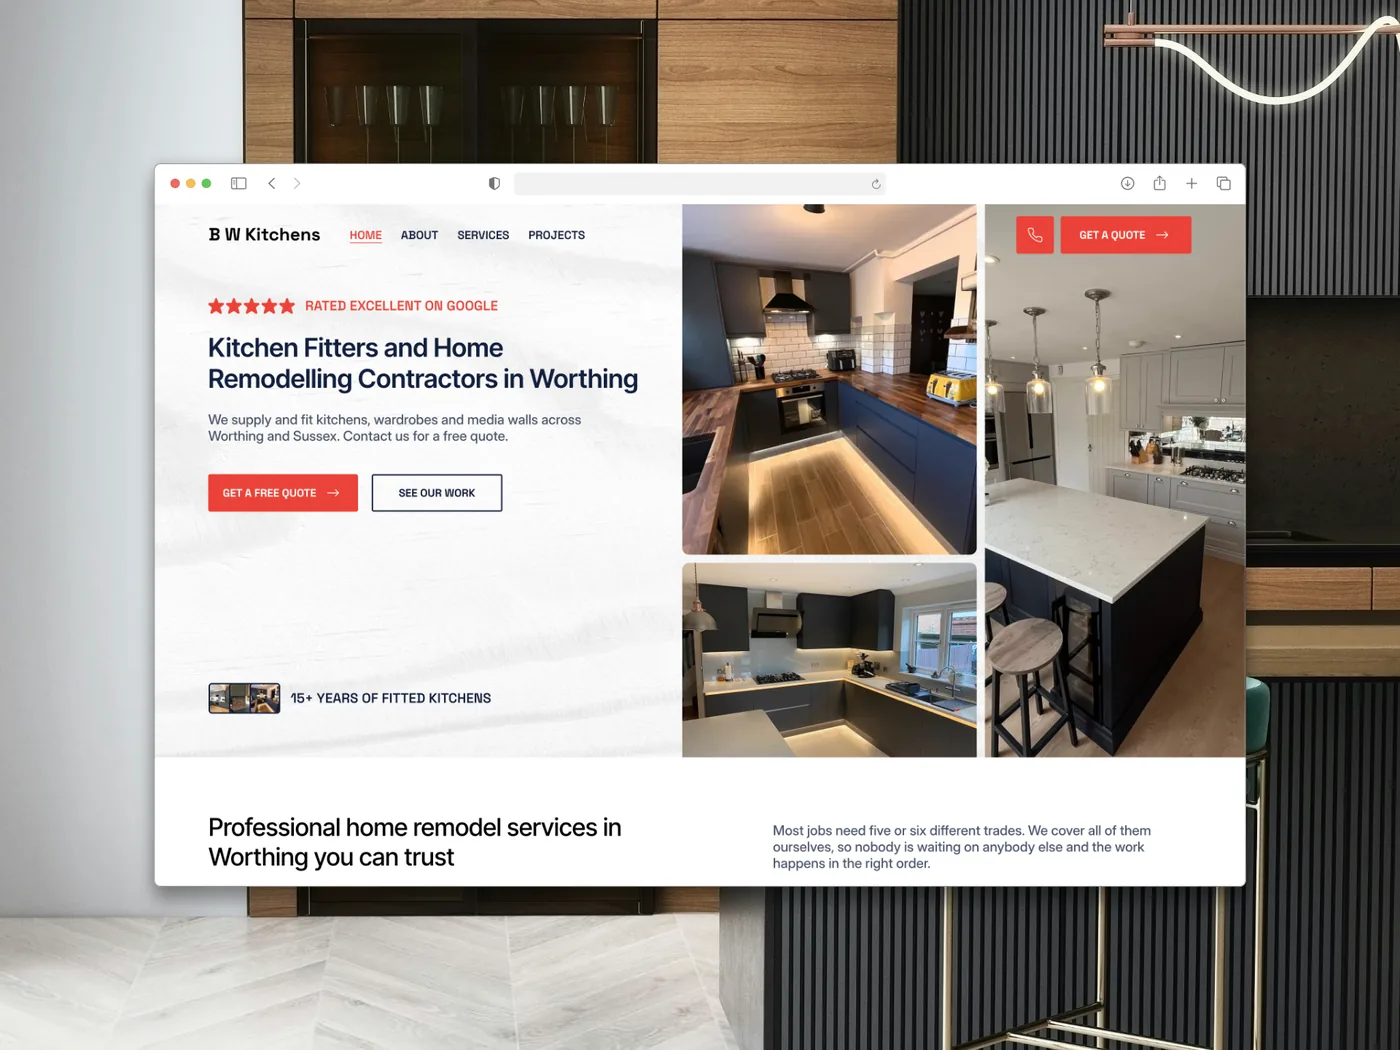 B W Kitchens
HOME
ABOUT
SERVICES
PROJECTS
GET A QUOTE
RATED EXCELLENT ON GOOGLE
Kitchen Fitters and Home
Remodelling Contractors in Worthing
We supply and fit kitchens, wardrobes and media walls across
Worthing and Sussex. Contact us for a free quote.
GET A FREE QUOTE
SEE OUR WORK
15+ YEARS OF FITTED KITCHENS
Professional home remodel services in
Worthing you can trust
Most jobs need five or six different trades. We cover all of them
ourselves, so nobody is waiting on anybody else and the work
happens in the right order.